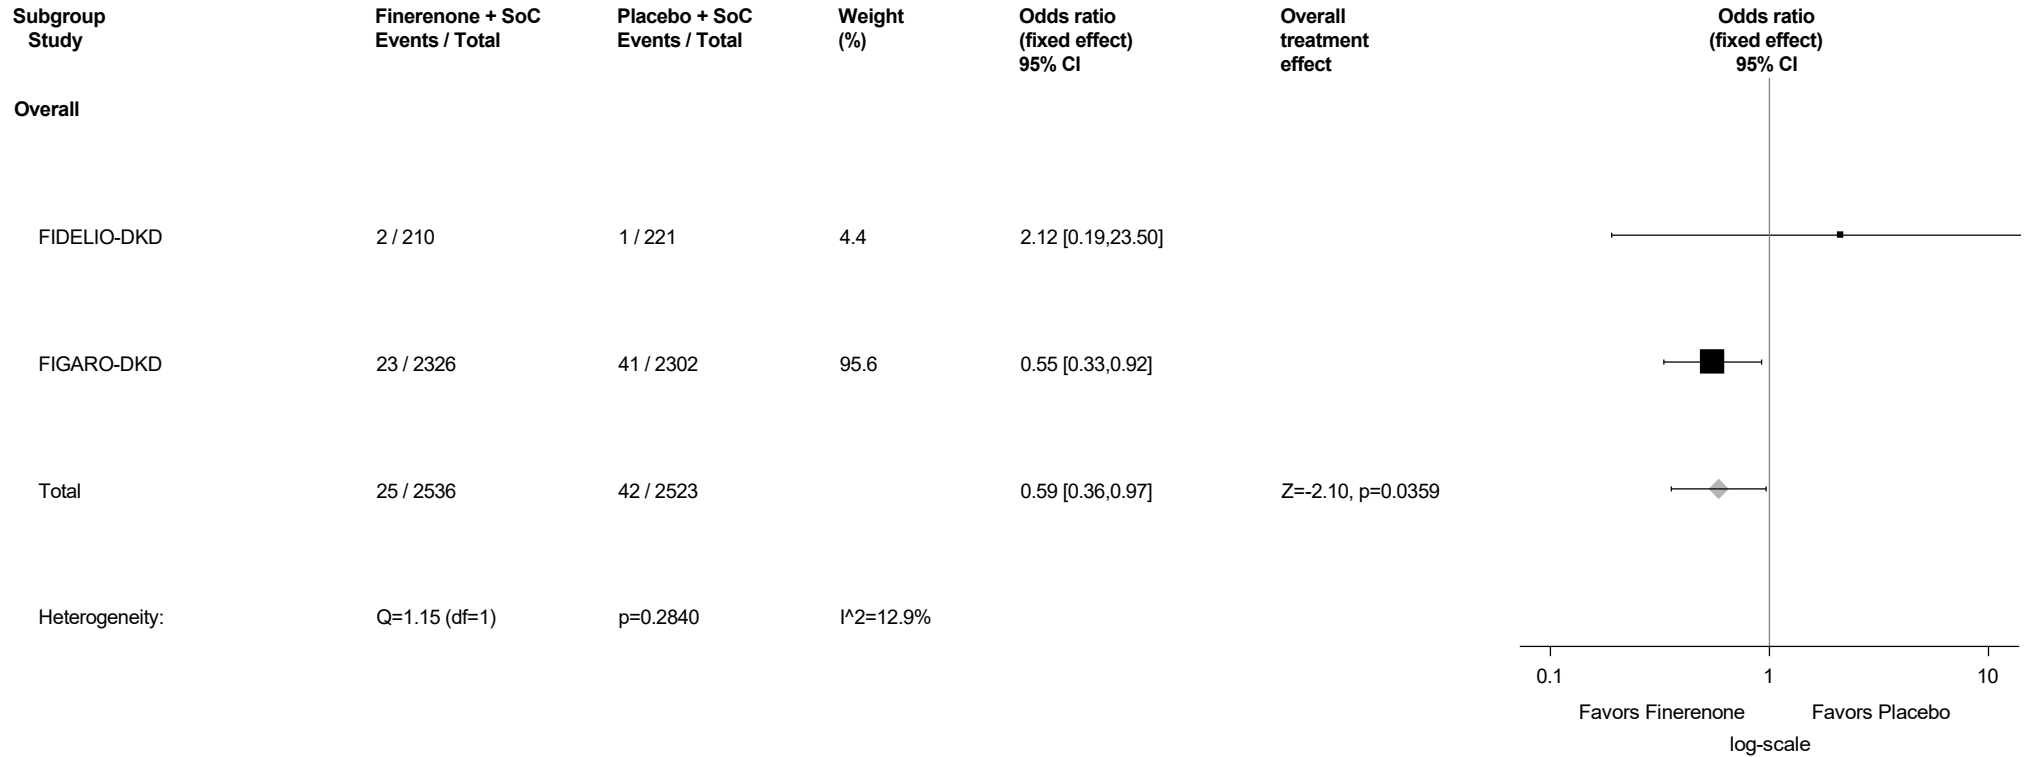 Subgroup Finerenone + SoC Placebo + SoC Weight Odds ratio Overall Odds ratio
Study Events / Total Events / Total (%) (fixed effect) treatment (fixed effect)
95% CI effect 95% CI
Overall
FIDELIO-DKD 2 / 210 1 / 221 4.4 2.12 [0.19,23.50]
FIGARO-DKD 23 / 2326 41 / 2302 95.6 0.55 [0.33,0.92]
Total 25 / 2536 42 / 2523 0.59 [0.36,0.97] Z=-2.10, p=0.0359
Heterogeneity: Q=1.15 (df=1) p=0.2840 I^2=12.9%
0.1 1 10
Favors Finerenone Favors Placebo
log-scale